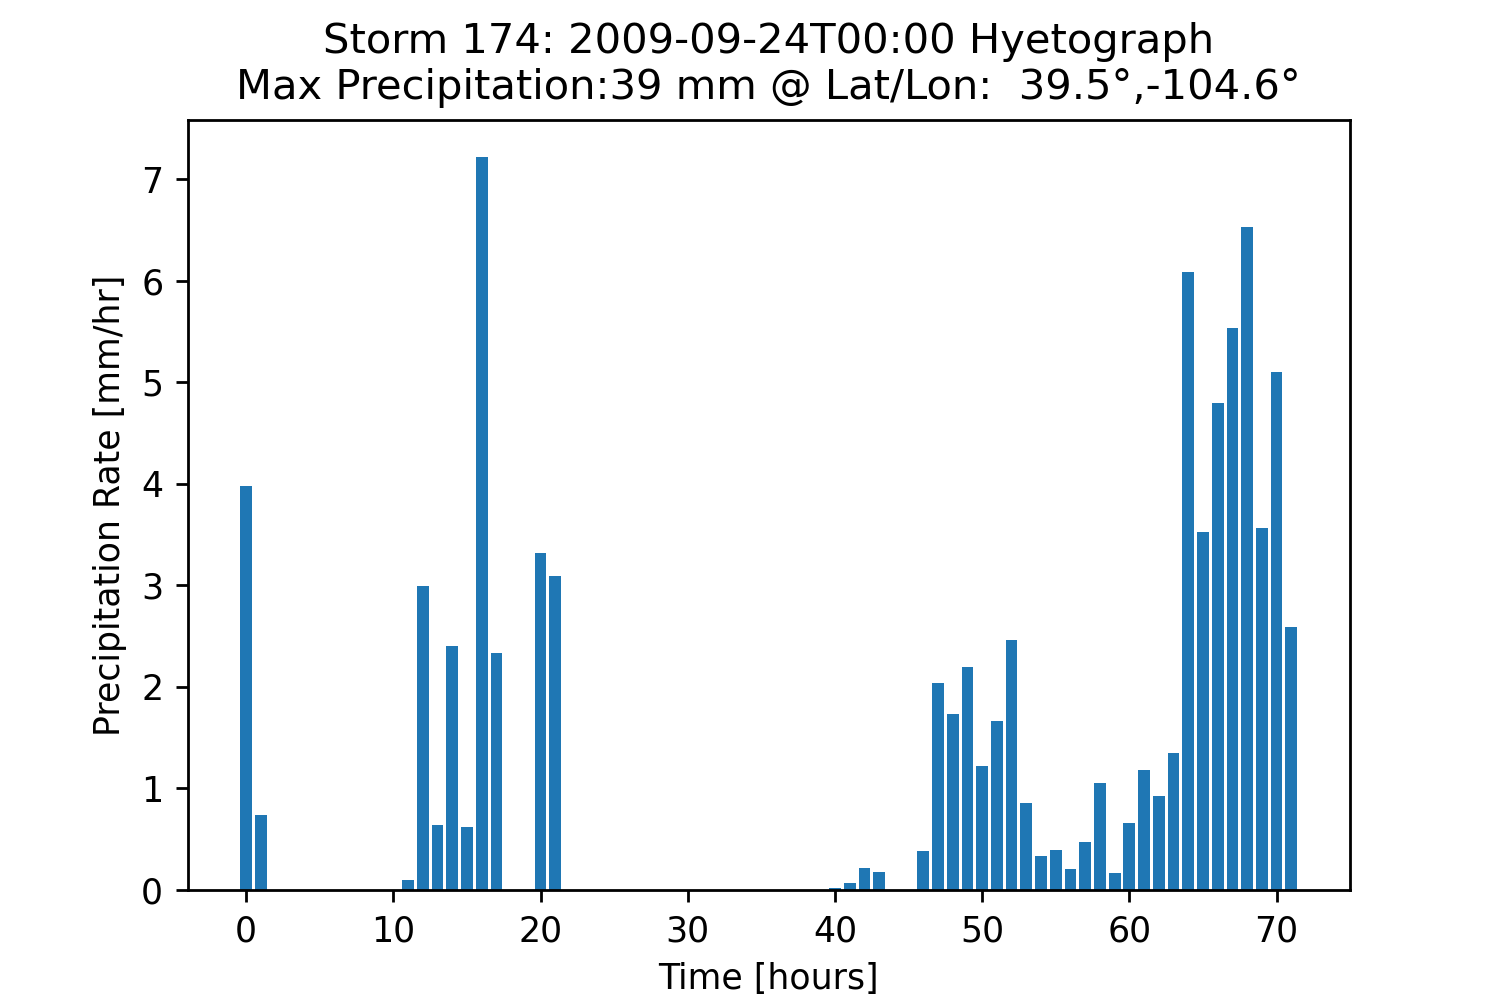 Storm 174: 2009-09-24T00:00 Hyetograph
Max Precipitation:39 mm @ Lat/Lon:  39.5°,-104.6°
Precipitation Rate [mm/hr]
7
6
5
4
3
2
1
0
0 10 20 30 40 50 60 70
Time [hours]